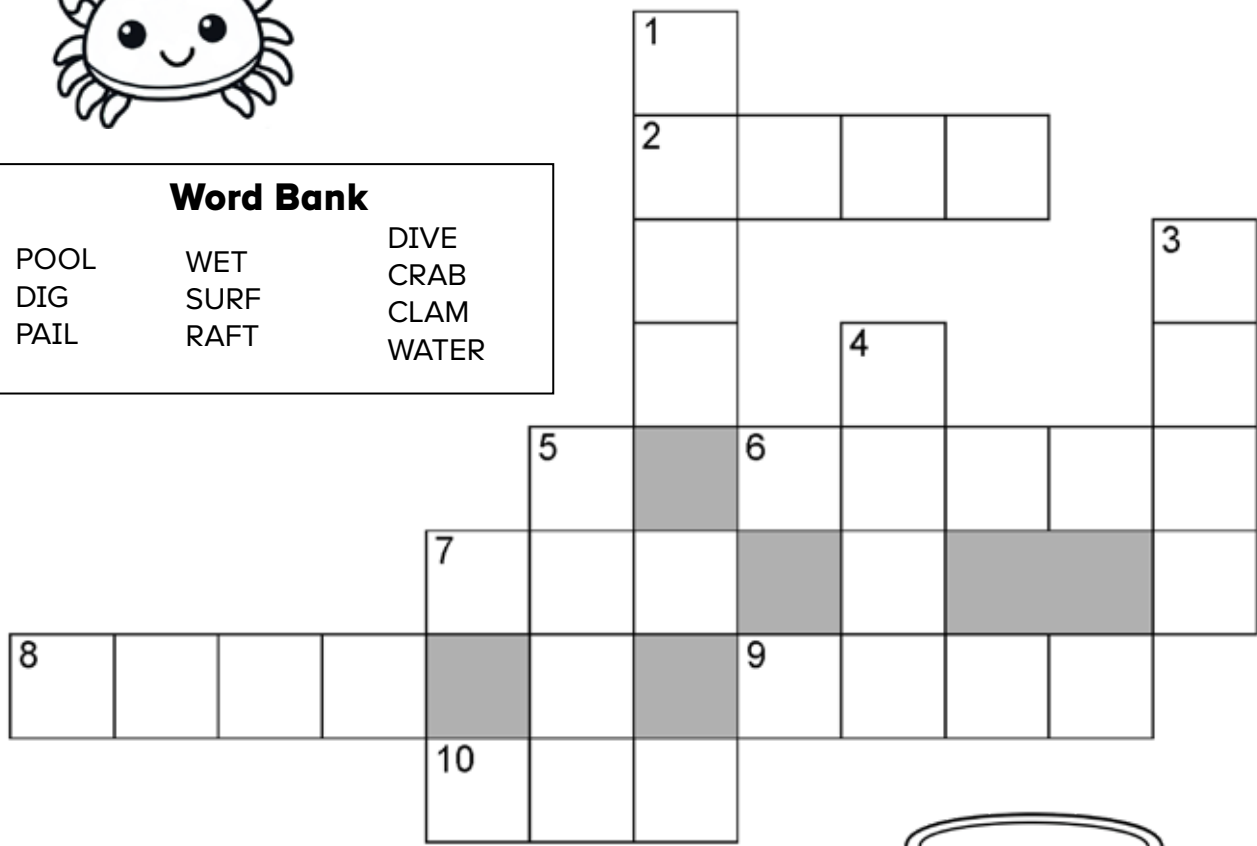 1
2
Word Bank
POOL
DIG
PAIL
WET
SURF
RAFT
DIVE
CRAB
CLAM
WATER
3
4
5
6
7
8
9
10